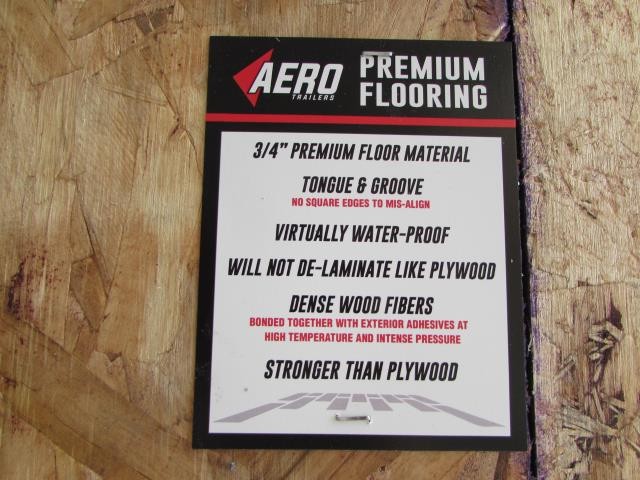 AERO
TRAILERS
PREMIUM
FLOORING
3/4" PREMIUM FLOOR MATERIAL
TONGUE & GROOVE
NO SQUARE EDGES TO MIS-ALIGN
VIRTUALLY WATER-PROOF
WILL NOT DE-LAMINATE LIKE PLYWOOD
DENSE WOOD FIBERS
BONDED TOGETHER WITH EXTERIOR ADHESIVES AT
HIGH TEMPERATURE AND INTENSE PRESSURE
STRONGER THAN PLYWOOD